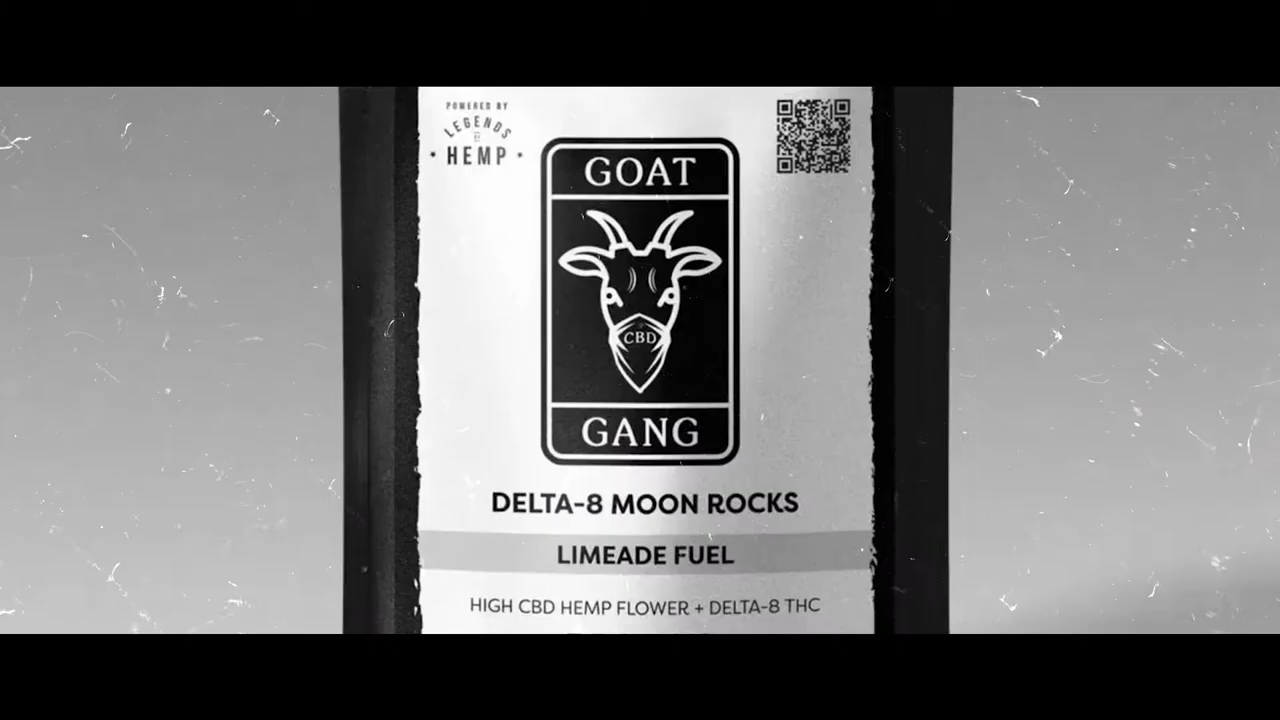 POWERED BY
LEGENDS
OF
HEMP
GOAT
CBD
GANG
DELTA-8 MOON ROCKS
LIMEADE FUEL
HIGH CBD HEMP FLOWER + DELTA-8 THC